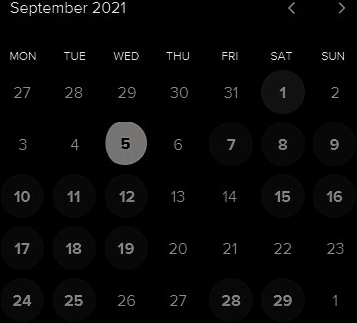 September 2021
MON TUE WED THU FRI SAT SUN
27 28 29 30 31 1 2
3 4 5 6 7 8 9
10 11 12 13 14 15 16
17 18 19 20 21 22 23
24 25 26 27 28 29 1